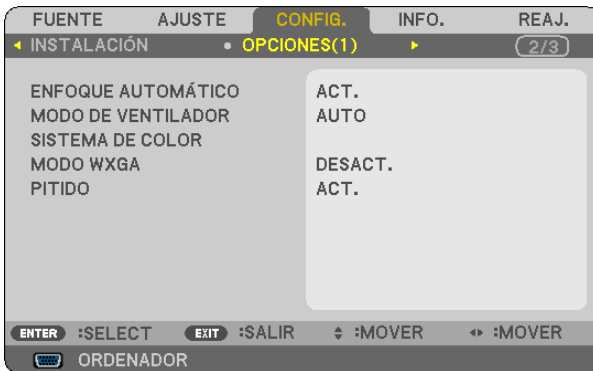 FUENTE AJUSTE CONFIG. INFO. REAJ.
INSTALACIÓN OPCIONES(1) 2/3
ENFOQUE AUTOMÁTICO ACT.
MODO DE VENTILADOR AUTO
SISTEMA DE COLOR
MODO WXGA DESACT.
PITIDO ACT.
ENTER :SELECT EXIT :SALIR :MOVER :MOVER
ORDENADOR